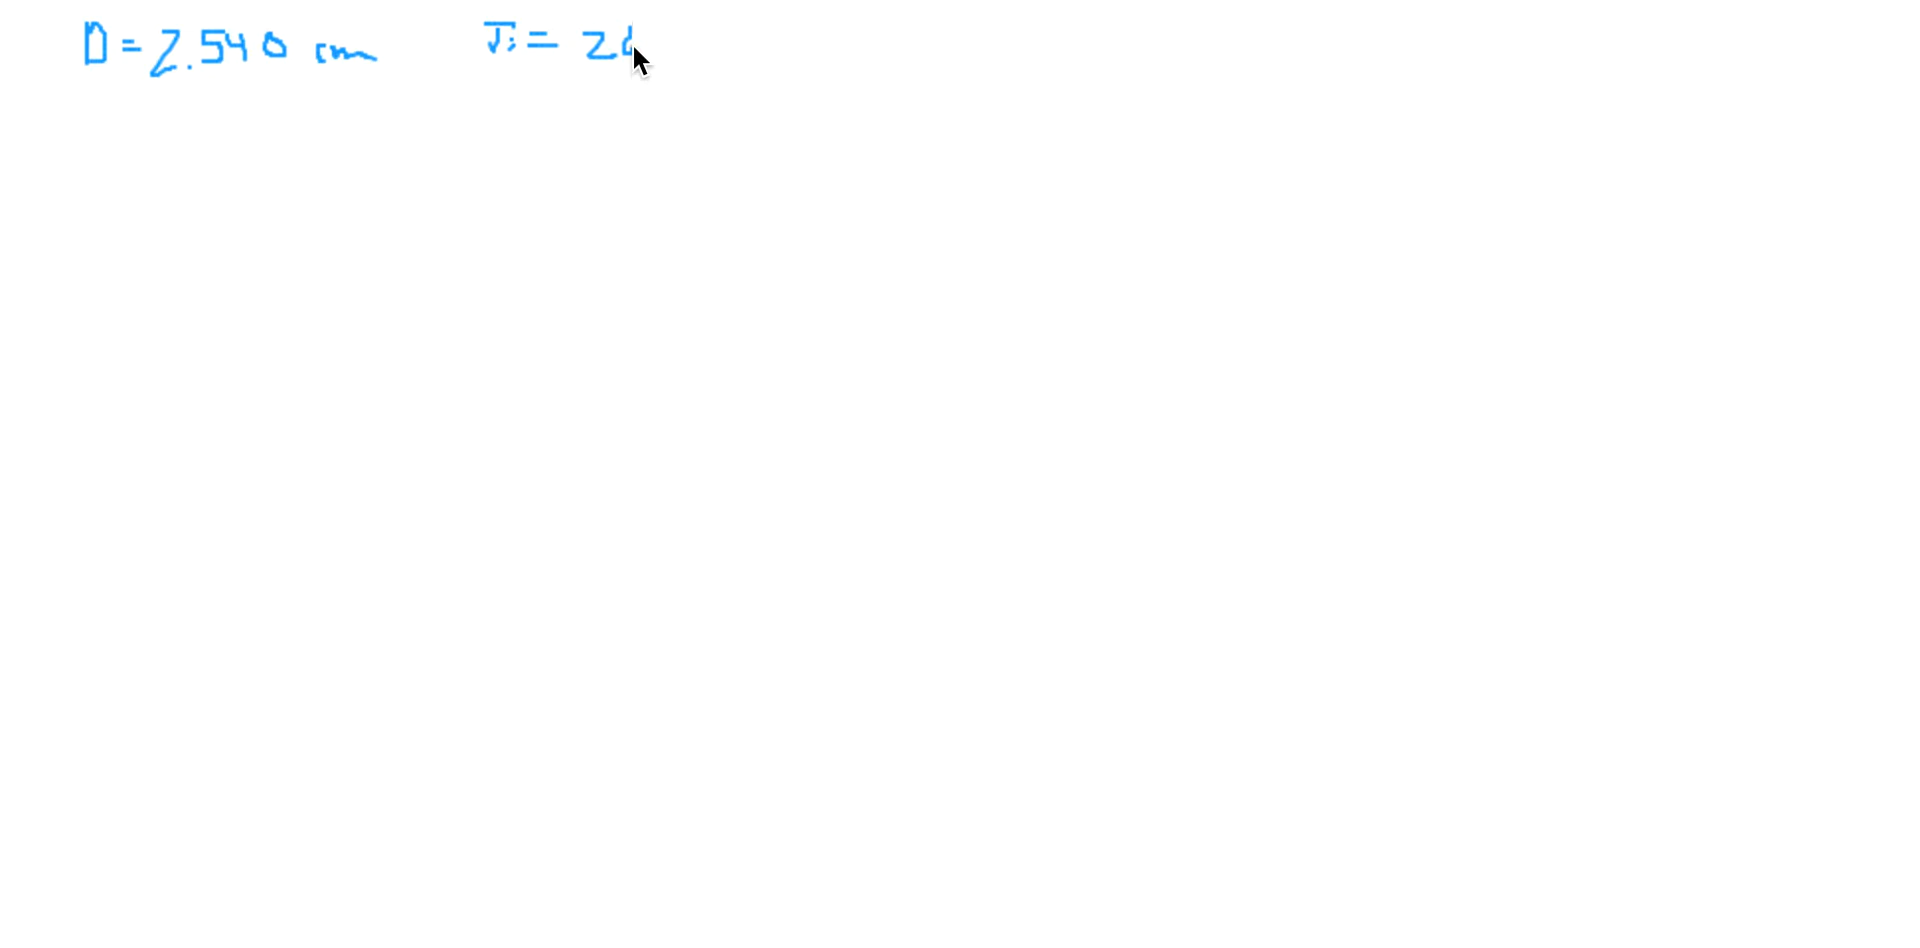 D = 2.540 cm Ti = 2